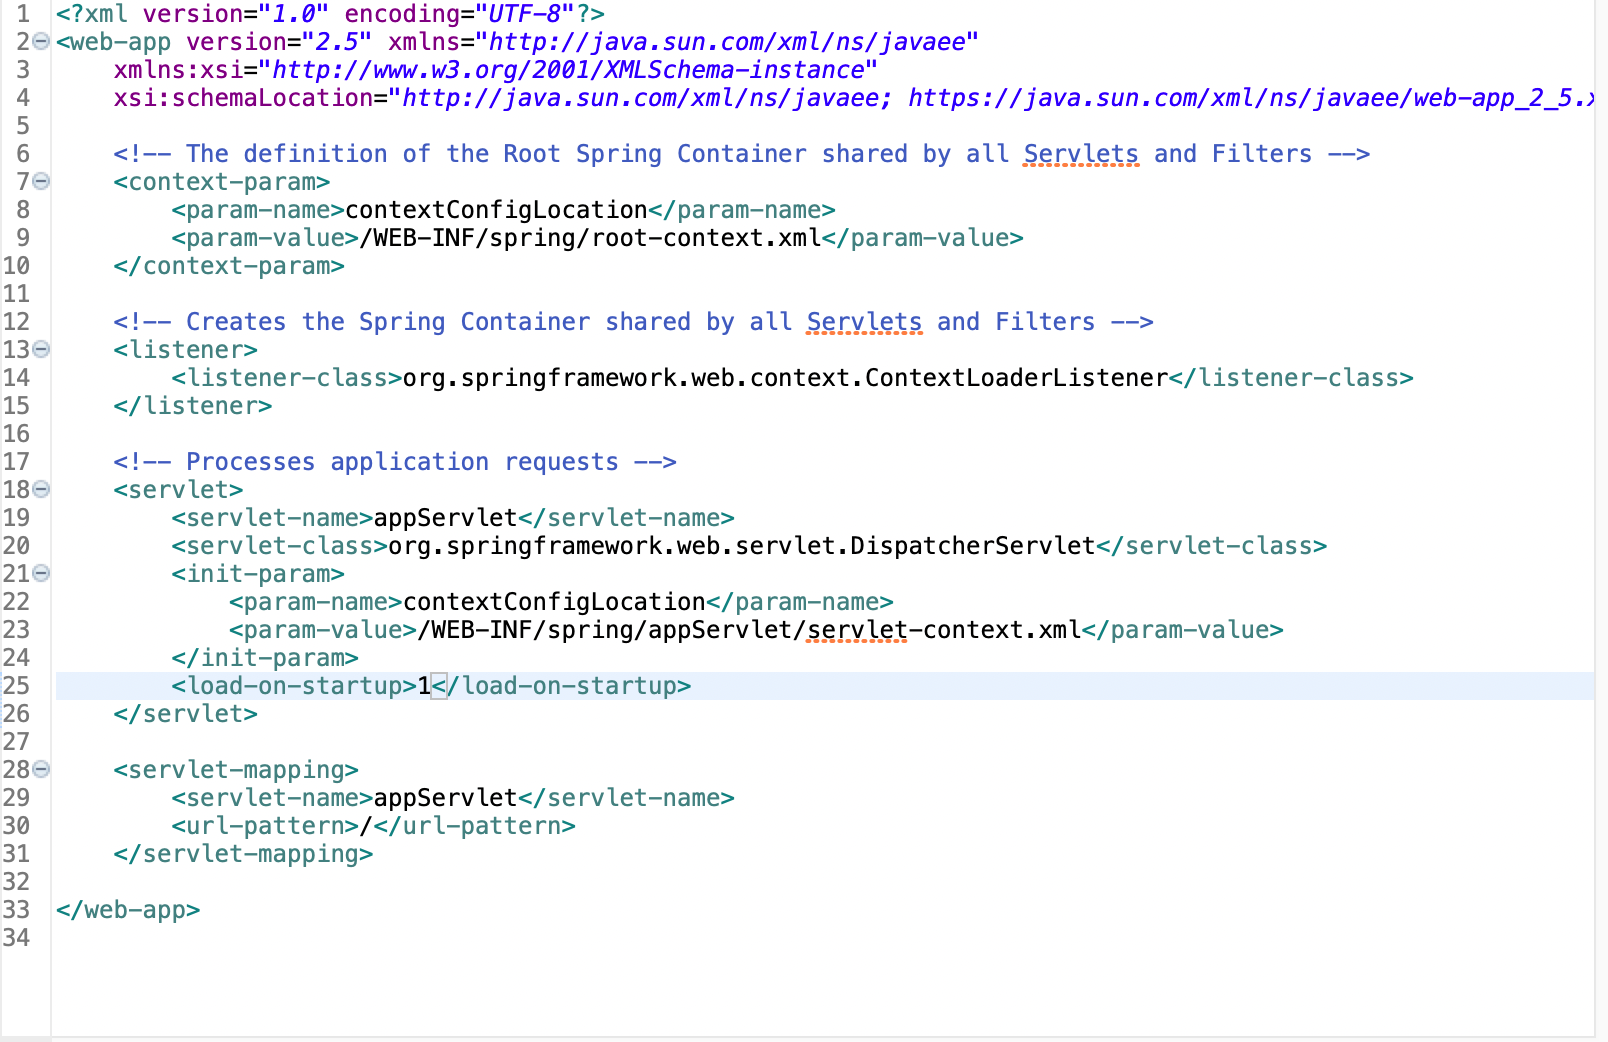 1 <?xml version="1.0" encoding="UTF-8"?>
2 <web-app version="2.5" xmlns="http://java.sun.com/xml/ns/javaee"
3     xmlns:xsi="http://www.w3.org/2001/XMLSchema-instance"
4     xsi:schemaLocation="http://java.sun.com/xml/ns/javaee; https://java.sun.com/xml/ns/javaee/web-app_2_5.x
5
6     <!-- The definition of the Root Spring Container shared by all Servlets and Filters -->
7     <context-param>
8         <param-name>contextConfigLocation</param-name>
9         <param-value>/WEB-INF/spring/root-context.xml</param-value>
10     </context-param>
11
12     <!-- Creates the Spring Container shared by all Servlets and Filters -->
13     <listener>
14         <listener-class>org.springframework.web.context.ContextLoaderListener</listener-class>
15     </listener>
16
17     <!-- Processes application requests -->
18     <servlet>
19         <servlet-name>appServlet</servlet-name>
20         <servlet-class>org.springframework.web.servlet.DispatcherServlet</servlet-class>
21         <init-param>
22             <param-name>contextConfigLocation</param-name>
23             <param-value>/WEB-INF/spring/appServlet/servlet-context.xml</param-value>
24         </init-param>
25         <load-on-startup>1</load-on-startup>
26     </servlet>
27
28     <servlet-mapping>
29         <servlet-name>appServlet</servlet-name>
30         <url-pattern>/</url-pattern>
31     </servlet-mapping>
32
33 </web-app>
34